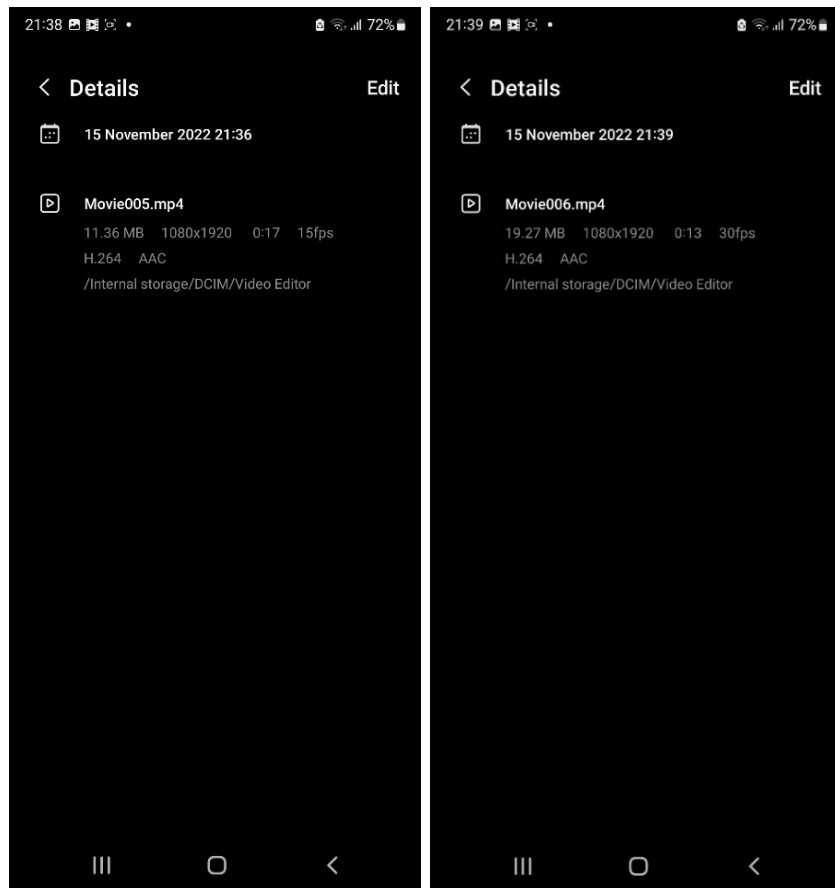 21:38
72%
Details
Edit
15 November 2022 21:36
Movie005.mp4
11.36 MB 1080x1920 0:17 15fps
H.264 AAC
/Internal storage/DCIM/Video Editor
21:39
72%
Details
Edit
15 November 2022 21:39
Movie006.mp4
19.27 MB 1080x1920 0:13 30fps
H.264 AAC
/Internal storage/DCIM/Video Editor